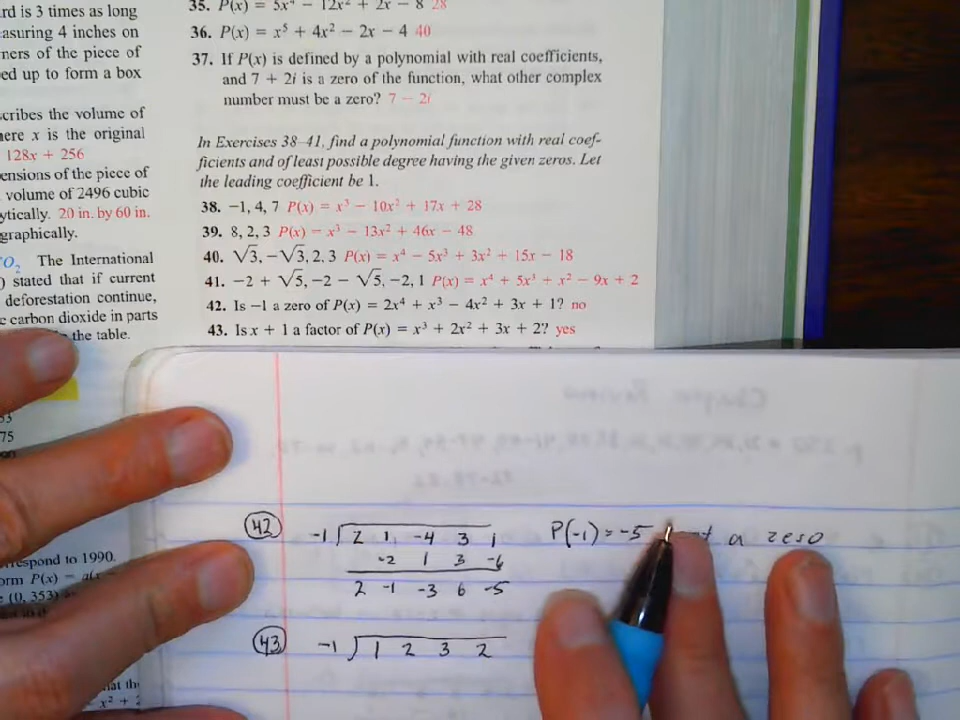 rd is 3 times as long
asuring 4 inches on
ners of the piece of
ed up to form a box
cribes the volume of
here x is the original
128x + 256
ensions of the piece of
volume of 2496 cubic
ytically. 20 in. by 60 in.
graphically.
The International
) stated that if current
deforestation continue,
e carbon dioxide in parts
the table.
75
respond to 1990.
(0, 353)
35. P(x) = 5x⁴ − 12x² + 2x − 8 28
36. P(x) = x⁵ + 4x² − 2x − 4 40
37. If P(x) is defined by a polynomial with real coefficients,
and 7 + 2i is a zero of the function, what other complex
number must be a zero? 7 − 2i
In Exercises 38–41, find a polynomial function with real coef-
ficients and of least possible degree having the given zeros. Let
the leading coefficient be 1.
38. −1, 4, 7 P(x) = x³ − 10x² + 17x + 28
39. 8, 2, 3 P(x) = x³ − 13x² + 46x − 48
40. √3, −√3, 2, 3 P(x) = x⁴ − 5x³ + 3x² + 15x − 18
41. −2 + √5, −2 − √5, −2, 1 P(x) = x⁴ + 5x³ + x² − 9x + 2
42. Is −1 a zero of P(x) = 2x⁴ + x³ − 4x² + 3x + 1? no
43. Is x + 1 a factor of P(x) = x³ + 2x² + 3x + 2? yes
42 -1 2 1 -4 3 1 P(-1) = -5 a zero
-2 1 3 -6
2 -1 -3 6 -5
43 -1 1 2 3 2